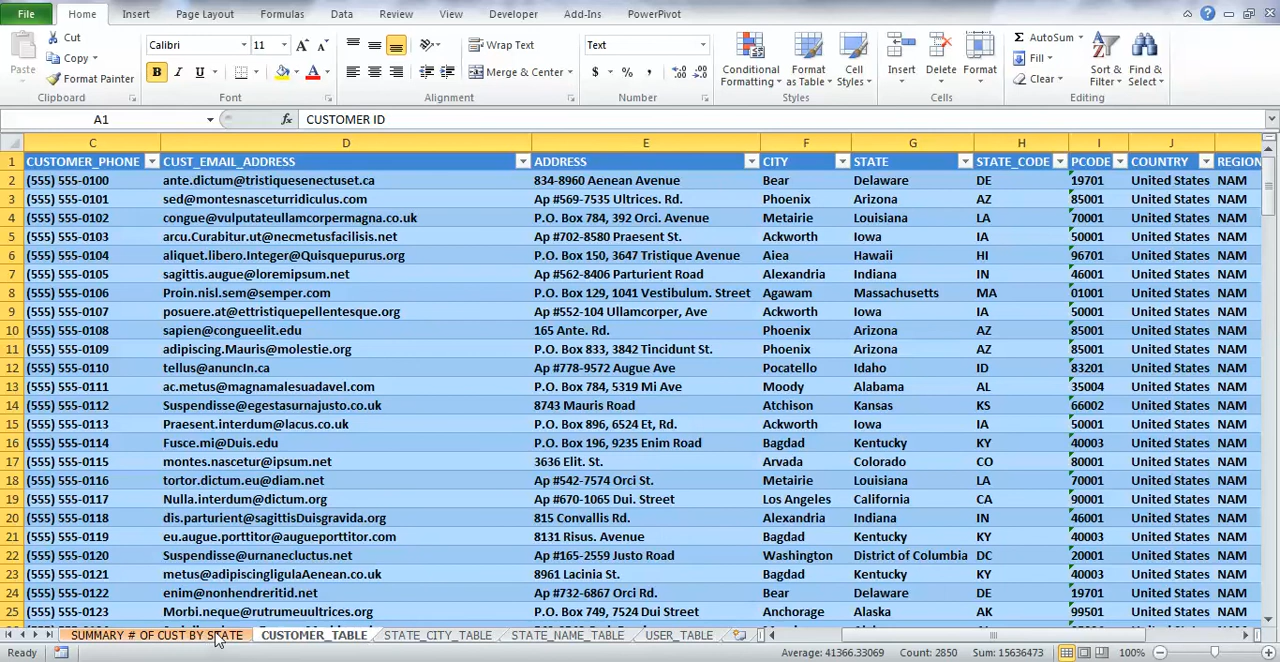 File Home Insert Page Layout Formulas Data Review View Developer Add-Ins PowerPivot
Paste Cut Copy Format Painter Clipboard
Calibri 11 B I U A Font
Wrap Text Merge & Center Alignment
Text $ % , Number
Conditional Formatting Format as Table Cell Styles Styles
Insert Delete Format Cells
Σ AutoSum Fill Clear Sort & Filter Find & Select Editing
A1 fx CUSTOMER ID
C D E F G H I J
1 CUSTOMER_PHONE CUST_EMAIL_ADDRESS ADDRESS CITY STATE STATE_CODE PCODE COUNTRY REGION
2 (555) 555-0100 ante.dictum@tristiquesenectuset.ca 834-8960 Aenean Avenue Bear Delaware DE 19701 United States NAM
3 (555) 555-0101 sed@montesnasceturridiculus.com Ap #569-7535 Ultrices. Rd. Phoenix Arizona AZ 85001 United States NAM
4 (555) 555-0102 congue@vulputateullamcorpermagna.co.uk P.O. Box 784, 392 Orci. Avenue Metairie Louisiana LA 70001 United States NAM
5 (555) 555-0103 arcu.Curabitur.ut@necmetusfacilisis.net Ap #702-8580 Praesent St. Ackworth Iowa IA 50001 United States NAM
6 (555) 555-0104 aliquet.libero.Integer@Quisquepurus.org P.O. Box 150, 3647 Tristique Avenue Aiea Hawaii HI 96701 United States NAM
7 (555) 555-0105 sagittis.augue@loremipsum.net Ap #562-8406 Parturient Road Alexandria Indiana IN 46001 United States NAM
8 (555) 555-0106 Proin.nisl.sem@semper.com P.O. Box 129, 1041 Vestibulum. Street Agawam Massachusetts MA 01001 United States NAM
9 (555) 555-0107 posuere.at@ettristiquepellentesque.org Ap #552-104 Ullamcorper, Ave Ackworth Iowa IA 50001 United States NAM
10 (555) 555-0108 sapien@congueelit.edu 165 Ante. Rd. Phoenix Arizona AZ 85001 United States NAM
11 (555) 555-0109 adipiscing.Mauris@molestie.org P.O. Box 833, 3842 Tincidunt St. Phoenix Arizona AZ 85001 United States NAM
12 (555) 555-0110 tellus@anuncIn.ca Ap #778-9572 Augue Ave Pocatello Idaho ID 83201 United States NAM
13 (555) 555-0111 ac.metus@magnamalesuadavel.com P.O. Box 784, 5319 Mi Ave Moody Alabama AL 35004 United States NAM
14 (555) 555-0112 Suspendisse@egestasurnajusto.co.uk 8743 Mauris Road Atchison Kansas KS 66002 United States NAM
15 (555) 555-0113 Praesent.interdum@lacus.co.uk P.O. Box 896, 6524 Et, Rd. Ackworth Iowa IA 50001 United States NAM
16 (555) 555-0114 Fusce.mi@Duis.edu P.O. Box 196, 9235 Enim Road Bagdad Kentucky KY 40003 United States NAM
17 (555) 555-0115 montes.nascetur@ipsum.net 3636 Elit. St. Arvada Colorado CO 80001 United States NAM
18 (555) 555-0116 tortor.dictum.eu@diam.net Ap #542-7574 Orci St. Metairie Louisiana LA 70001 United States NAM
19 (555) 555-0117 Nulla.interdum@dictum.org Ap #670-1065 Dui. Street Los Angeles California CA 90001 United States NAM
20 (555) 555-0118 dis.parturient@sagittisDuisgravida.org 815 Convallis Rd. Alexandria Indiana IN 46001 United States NAM
21 (555) 555-0119 eu.augue.porttitor@augueporttitor.com 8131 Risus. Avenue Bagdad Kentucky KY 40003 United States NAM
22 (555) 555-0120 Suspendisse@urnanecluctus.net Ap #165-2559 Justo Road Washington District of Columbia DC 20001 United States NAM
23 (555) 555-0121 metus@adipiscingligulaAenean.co.uk 8961 Lacinia St. Bagdad Kentucky KY 40003 United States NAM
24 (555) 555-0122 enim@nonhendreritid.net Ap #732-6867 Orci Rd. Bear Delaware DE 19701 United States NAM
25 (555) 555-0123 Morbi.neque@rutrumeuultrices.org P.O. Box 749, 7524 Dui Street Anchorage Alaska AK 99501 United States NAM
SUMMARY # OF CUST BY STATE CUSTOMER_TABLE STATE_CITY_TABLE STATE_NAME_TABLE USER_TABLE
Ready Average: 41366.33069 Count: 2850 Sum: 15636473 100%